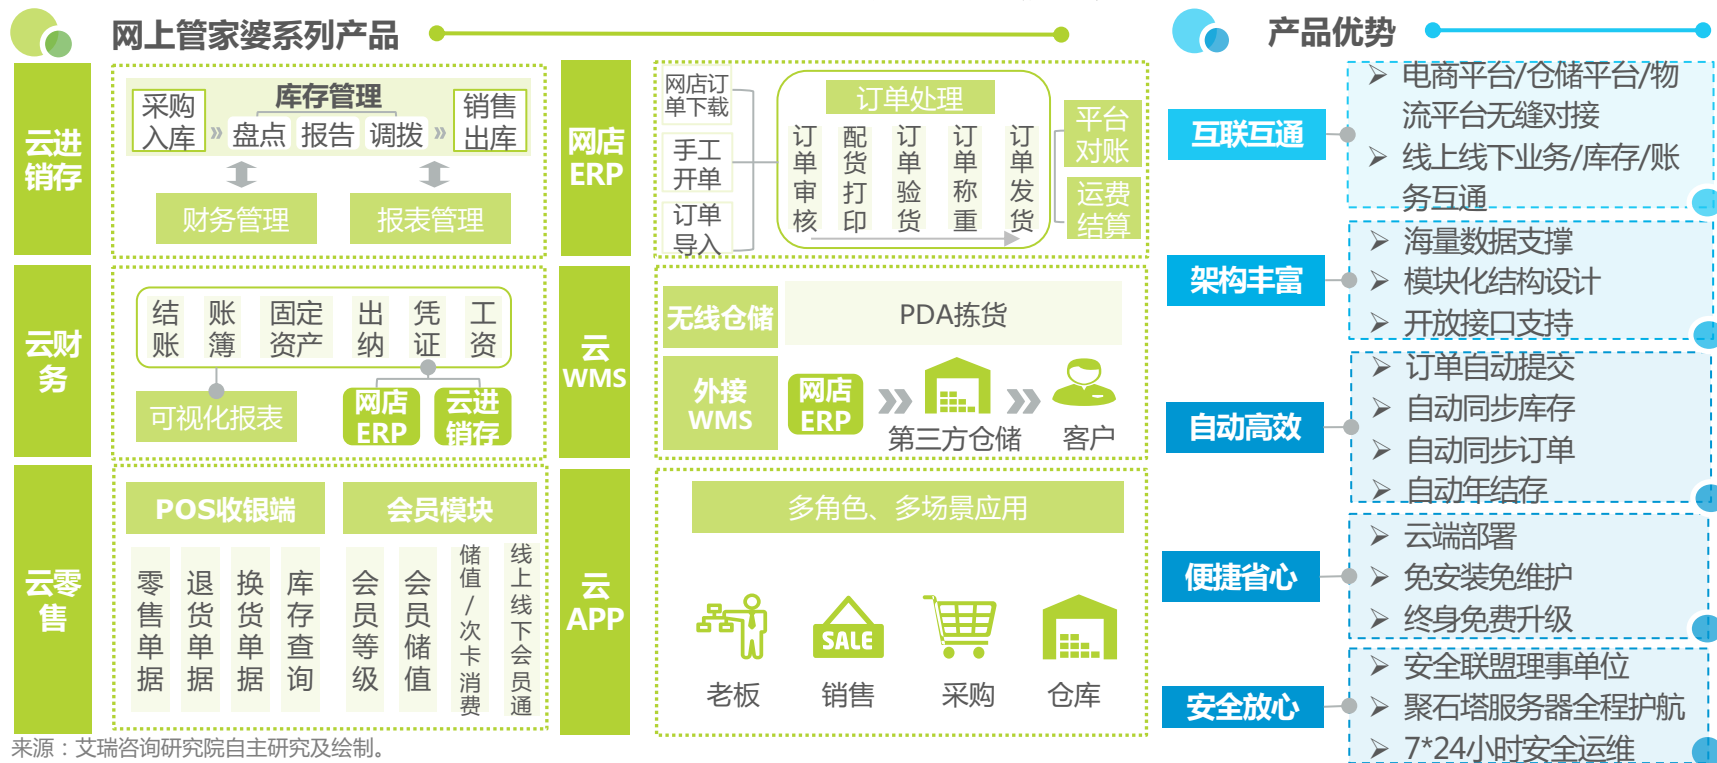 网上管家婆系列产品
云进
销存
采购
入库
»
库存管理
盘点
报告
调拨
»
销售
出库
财务管理
报表管理
网店
ERP
网店订
单下载
手工
开单
订单
导入
订单处理
订单审核
配货打印
订单验货
订单称重
订单发货
平台
对账
运费
结算
云财
务
结账
账簿
固定
资产
出纳
凭证
工资
可视化报表
网店
ERP
云进
销存
云
WMS
无线仓储
PDA拣货
外接
WMS
网店
ERP
第三方仓储
客户
云零
售
POS收银端
会员模块
零售单据
退货单据
换货单据
库存查询
会员等级
会员储值
储值/次卡消费
线上线下会员通
云
APP
多角色、多场景应用
SALE
老板
销售
采购
仓库
产品优势
互联互通
➢ 电商平台/仓储平台/物
流平台无缝对接
➢ 线上线下业务/库存/账
务互通
架构丰富
➢ 海量数据支撑
➢ 模块化结构设计
➢ 开放接口支持
自动高效
➢ 订单自动提交
➢ 自动同步库存
➢ 自动同步订单
➢ 自动年结存
便捷省心
➢ 云端部署
➢ 免安装免维护
➢ 终身免费升级
安全放心
➢ 安全联盟理事单位
➢ 聚石塔服务器全程护航
➢ 7*24小时安全运维
来源：艾瑞咨询研究院自主研究及绘制。